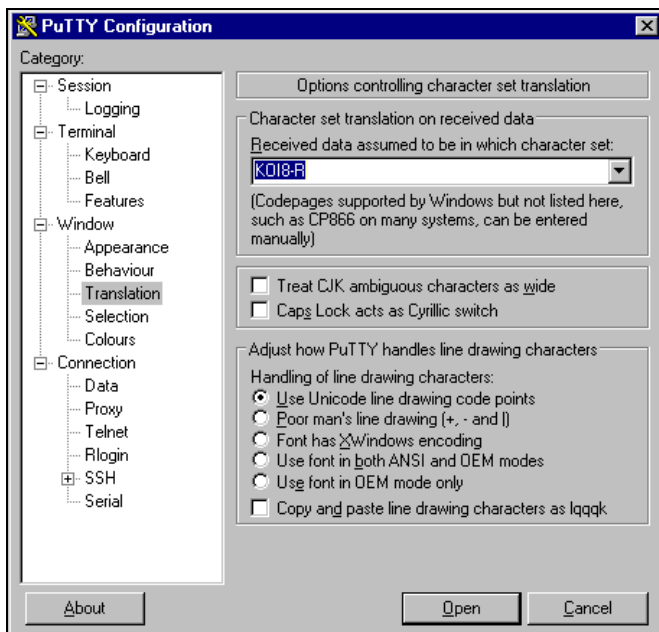 PuTTY Configuration
Category:
Session
Logging
Terminal
Keyboard
Bell
Features
Window
Appearance
Behaviour
Translation
Selection
Colours
Connection
Data
Proxy
Telnet
Rlogin
SSH
Serial
Options controlling character set translation
Character set translation on received data
Received data assumed to be in which character set:
KOI8-R
(Codepages supported by Windows but not listed here,
such as CP866 on many systems, can be entered
manually)
Treat CJK ambiguous characters as wide
Caps Lock acts as Cyrillic switch
Adjust how PuTTY handles line drawing characters
Handling of line drawing characters:
Use Unicode line drawing code points
Poor man's line drawing (+, - and |)
Font has XWindows encoding
Use font in both ANSI and OEM modes
Use font in OEM mode only
Copy and paste line drawing characters as lqqqk
About
Open
Cancel